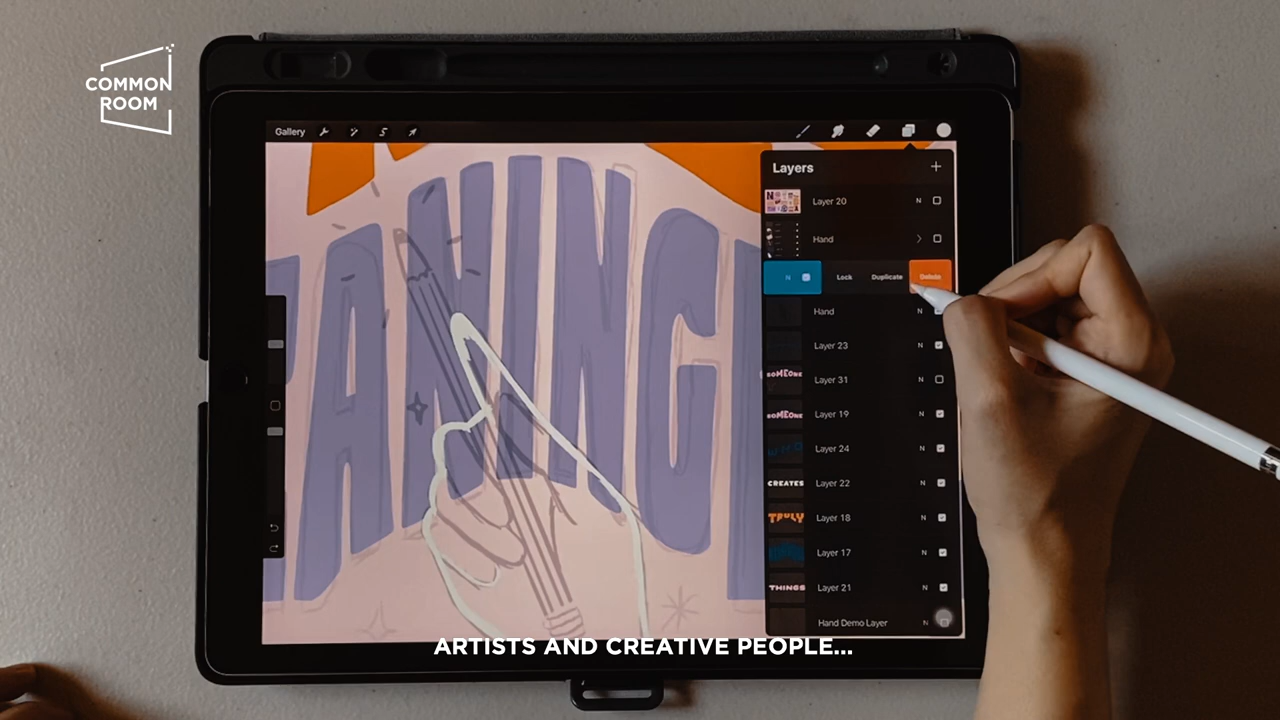 COMMON
ROOM
Gallery
Layers
Layer 20 N
Hand
N Lock Duplicate Delete
Hand N
Layer 23 N
SOMEONE Layer 31 N
SOMEONE Layer 19 N
Layer 24 N
CREATES Layer 22 N
TRULY Layer 18 N
Layer 17 N
THINGS Layer 21 N
Hand Demo Layer N
ANING
ARTISTS AND CREATIVE PEOPLE...